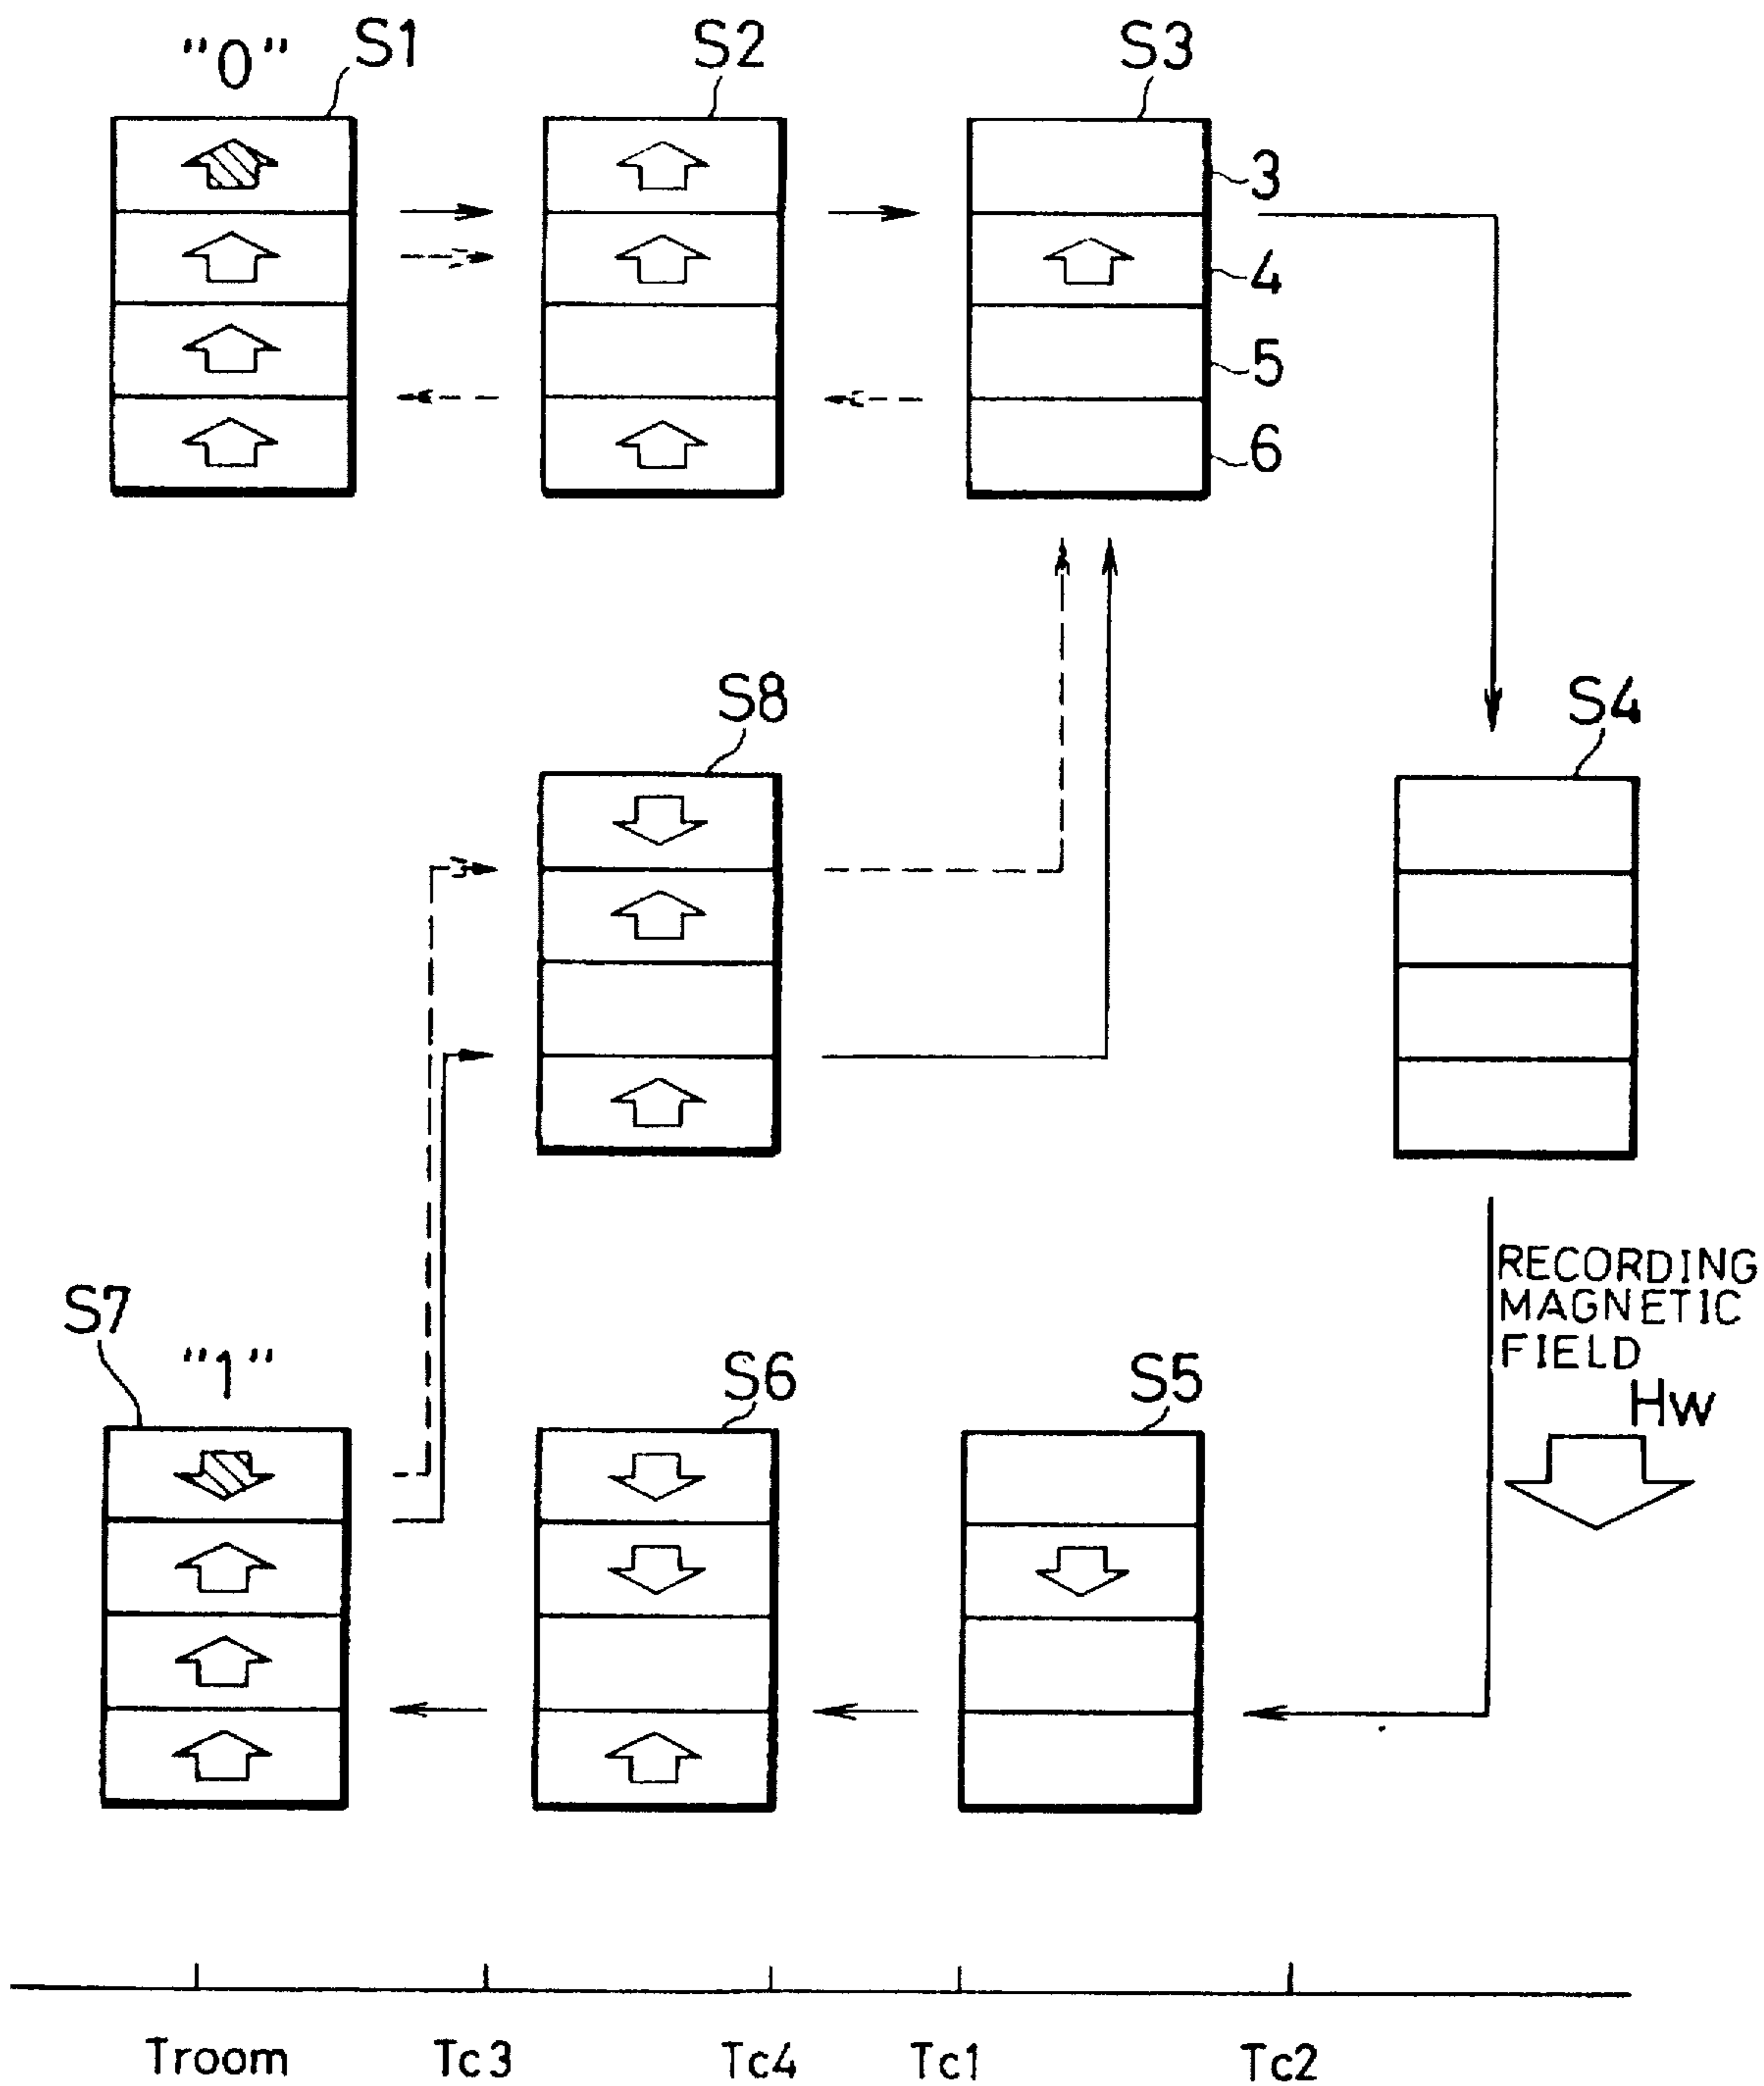 "0" S1 S2 S3
3
4
5
6
S8 S4
RECORDING
MAGNETIC
FIELD
Hw
S7 "1" S6 S5
Troom Tc3 Tc4 Tc1 Tc2